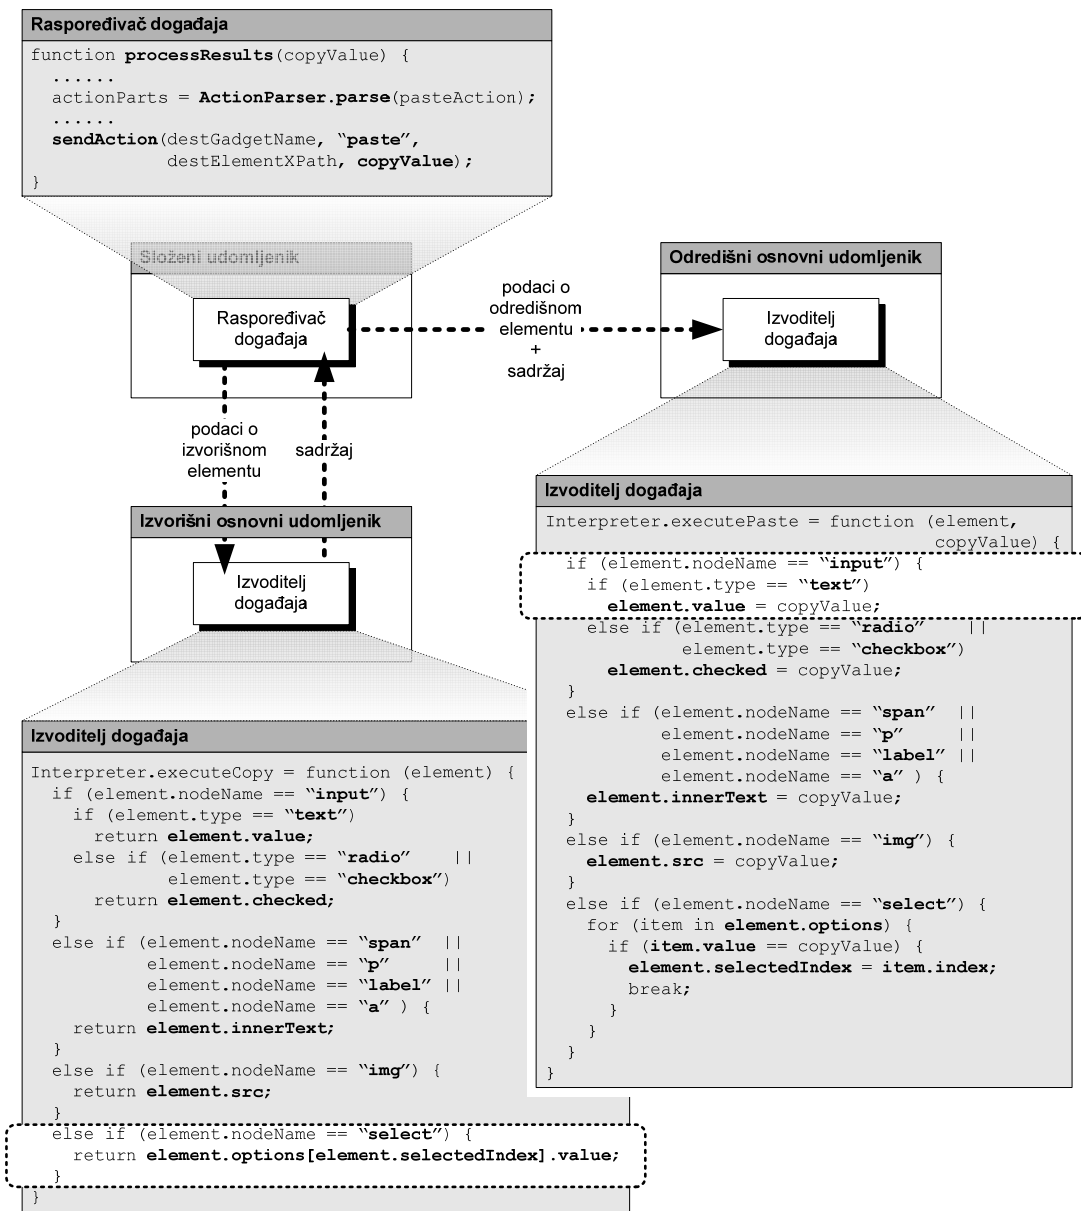 Raspoređivač događaja
function processResults(copyValue) {
......
actionParts = ActionParser.parse(pasteAction);
......
sendAction(destGadgetName, “paste”,
destElementXPath, copyValue);
}
Složeni udomljenik
Raspoređivač
događaja
podaci o
odredišnom
elementu
+
sadržaj
Odredišni osnovni udomljenik
Izvoditelj
događaja
podaci o
izvorišnom
elementu
sadržaj
Izvorišni osnovni udomljenik
Izvoditelj
događaja
Izvoditelj događaja
Interpreter.executePaste = function (element,
copyValue) {
if (element.nodeName == “input”) {
if (element.type == “text”)
element.value = copyValue;
else if (element.type == “radio” ||
element.type == “checkbox”)
element.checked = copyValue;
}
else if (element.nodeName == “span” ||
element.nodeName == “p” ||
element.nodeName == “label” ||
element.nodeName == “a” ) {
element.innerText = copyValue;
}
else if (element.nodeName == “img”) {
element.src = copyValue;
}
else if (element.nodeName == “select”) {
for (item in element.options) {
if (item.value == copyValue) {
element.selectedIndex = item.index;
break;
}
}
}
}
Izvoditelj događaja
Interpreter.executeCopy = function (element) {
if (element.nodeName == “input”) {
if (element.type == “text”)
return element.value;
else if (element.type == “radio” ||
element.type == “checkbox”)
return element.checked;
}
else if (element.nodeName == “span” ||
element.nodeName == “p” ||
element.nodeName == “label” ||
element.nodeName == “a” ) {
return element.innerText;
}
else if (element.nodeName == “img”) {
return element.src;
}
else if (element.nodeName == “select”) {
return element.options[element.selectedIndex].value;
}
}